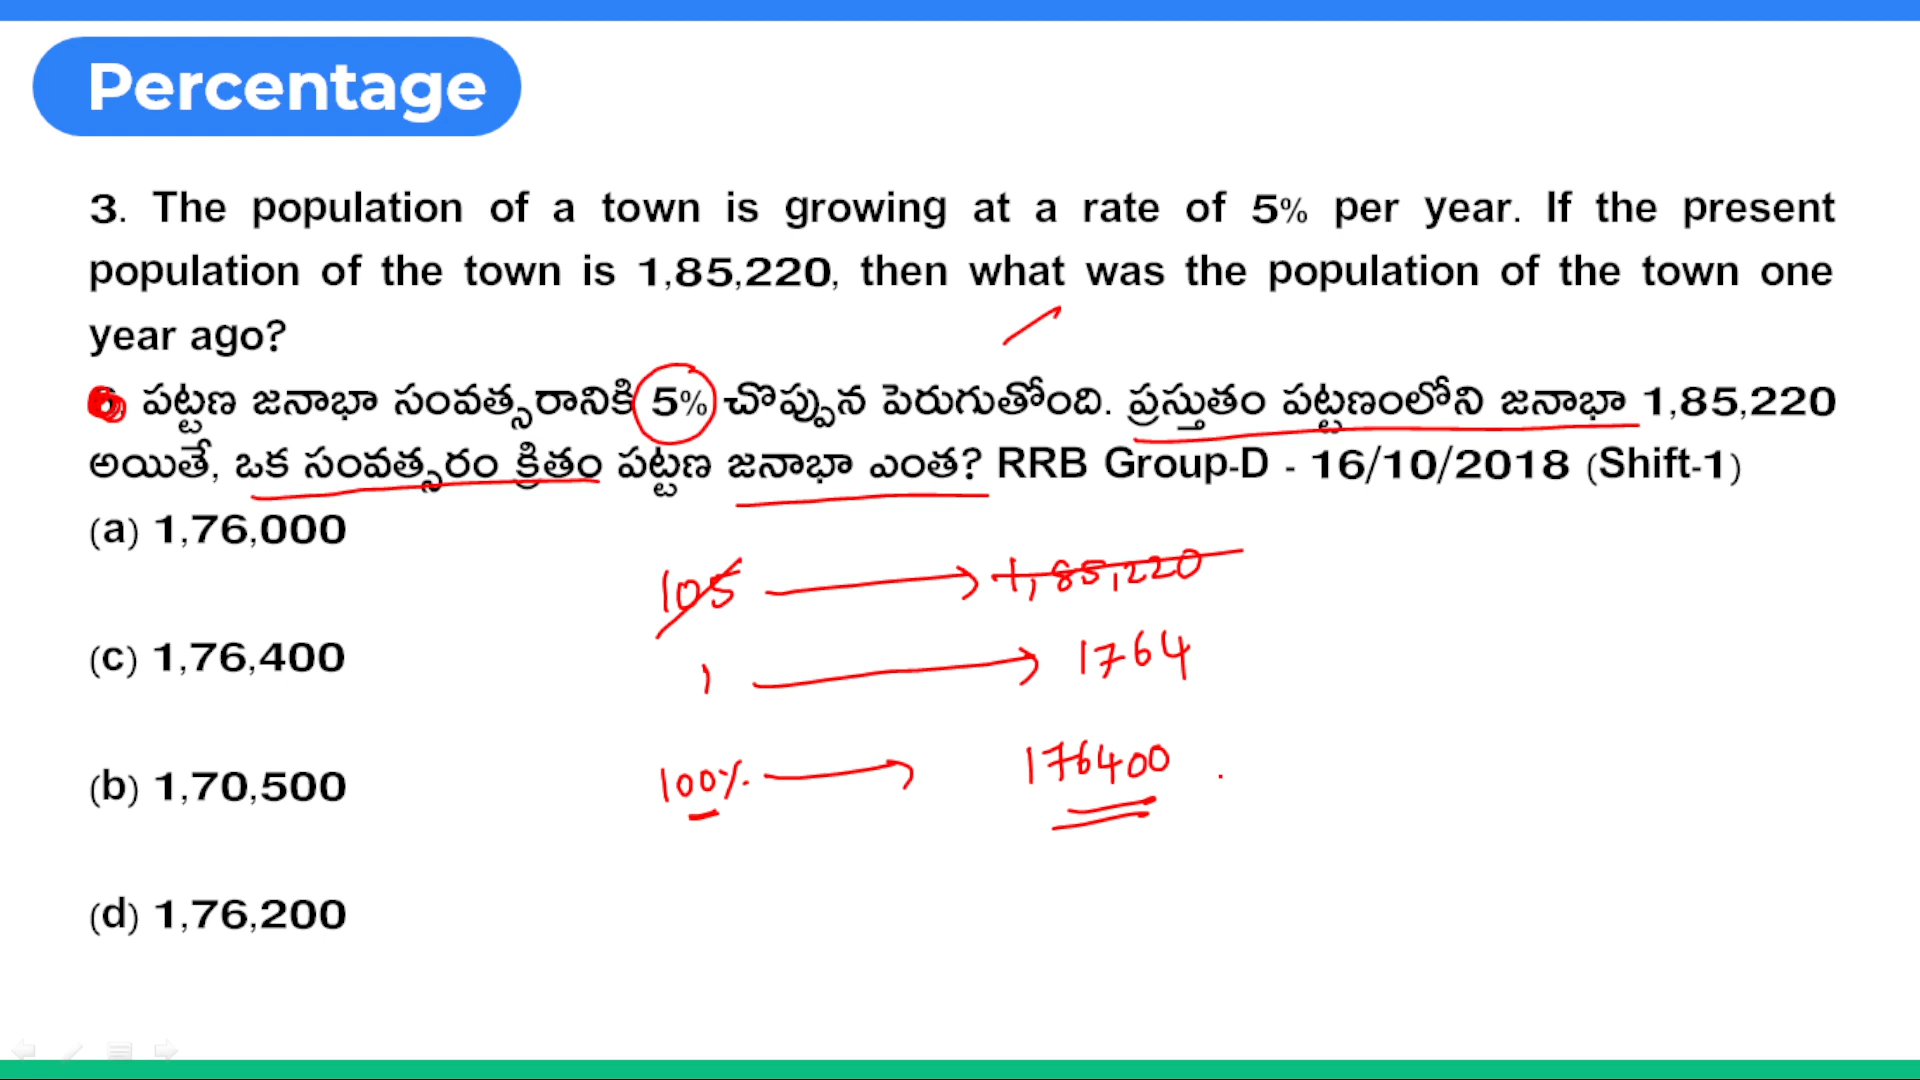 Percentage
3. The population of a town is growing at a rate of 5% per year. If the present
population of the town is 1,85,220, then what was the population of the town one
year ago?
పట్టణ జనాభా సంవత్సరానికి 5% చొప్పున పెరుగుతోంది. ప్రస్తుతం పట్టణంలోని జనాభా 1,85,220
అయితే, ఒక సంవత్సరం క్రితం పట్టణ జనాభా ఎంత? RRB Group-D - 16/10/2018 (Shift-1)
(a) 1,76,000
105 → 1,85,220
(c) 1,76,400
1 → 1764
(b) 1,70,500
100% → 176400
(d) 1,76,200